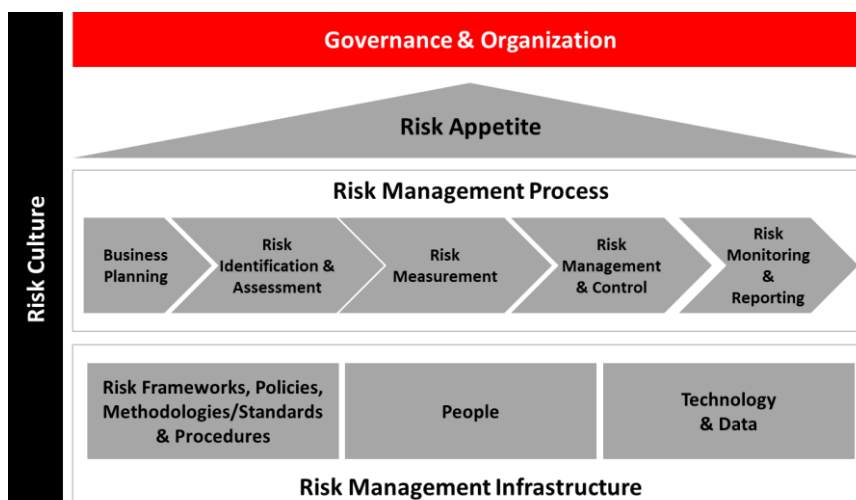 Governance & Organization
Risk Culture
Risk Appetite
Risk Management Process
Business
Planning
Risk
Identification &
Assessment
Risk
Measurement
Risk
Management
& Control
Risk
Monitoring
&
Reporting
Risk Frameworks, Policies,
Methodologies/Standards
& Procedures
People
Technology
& Data
Risk Management Infrastructure